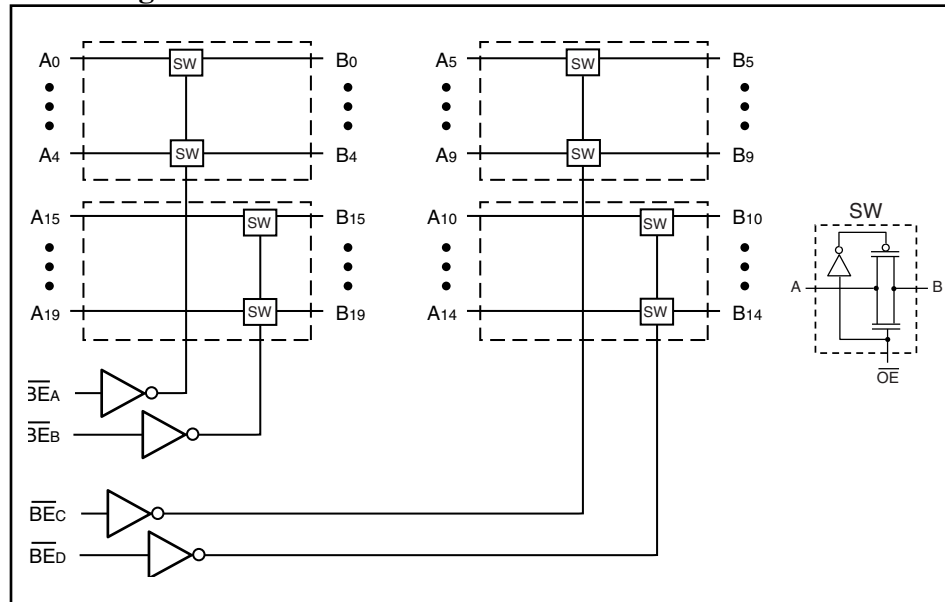 A0 SW B0
A4 SW B4
A15 SW B15
A19 SW B19
A5 SW B5
A9 SW B9
A10 SW B10
A14 SW B14
SW
A B
OE
BEA
BEB
BEC
BED